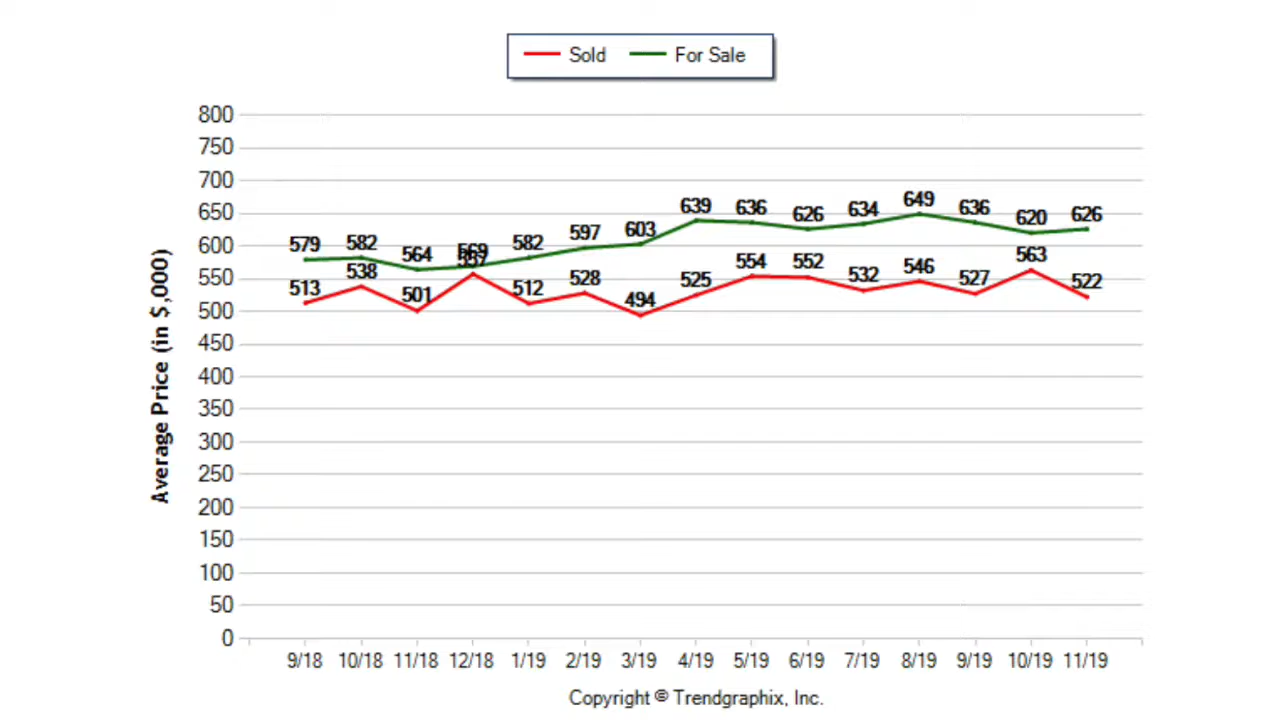 Sold For Sale
800
750
700
650
600
550
500
450
400
350
300
250
200
150
100
50
0
Average Price (in $,000)
579 582 564 569 582 597 603 639 636 626 634 649 636 620 626
513 538 501 557 512 528 494 525 554 552 532 546 527 563 522
9/18 10/18 11/18 12/18 1/19 2/19 3/19 4/19 5/19 6/19 7/19 8/19 9/19 10/19 11/19
Copyright © Trendgraphix, Inc.